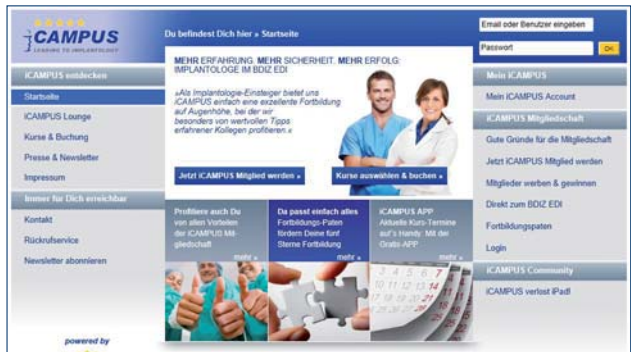 iCAMPUS
LEADING TO IMPLANTOLOGY
Du befindest Dich hier » Startseite
Email oder Benutzer eingeben
Passwort
OK
iCAMPUS entdecken
Startseite
iCAMPUS Lounge
Kurse & Buchung
Presse & Newsletter
Impressum
Immer für Dich erreichbar
Kontakt
Rückrufservice
Newsletter abonnieren
powered by
MEHR ERFAHRUNG. MEHR SICHERHEIT. MEHR ERFOLG:
IMPLANTOLOGIE IM BDIZ EDI
»Als Implantologie-Einsteiger bietet uns
iCAMPUS einfach eine exzellente Fortbildung
auf Augenhöhe, bei der wir
besonders von wertvollen Tipps
erfahrener Kollegen profitieren.«
Jetzt iCAMPUS Mitglied werden »
Kurse auswählen & buchen »
Profitiere auch Du
von allen Vorteilen
der iCAMPUS Mit-
gliedschaft
mehr »
Da passt einfach alles
Fortbildungs-Paten
fördern Deine fünf
Sterne Fortbildung
mehr »
iCAMPUS APP
Aktuelle Kurs-Termine
auf's Handy: Mit der
Gratis-APP
mehr »
Mein iCAMPUS
Mein iCAMPUS Account
iCAMPUS Mitgliedschaft
Gute Gründe für die Mitgliedschaft
Jetzt iCAMPUS Mitglied werden
Mitglieder werben & gewinnen
Direkt zum BDIZ EDI
Fortbildungspaten
Login
iCAMPUS Community
iCAMPUS verlost iPad!